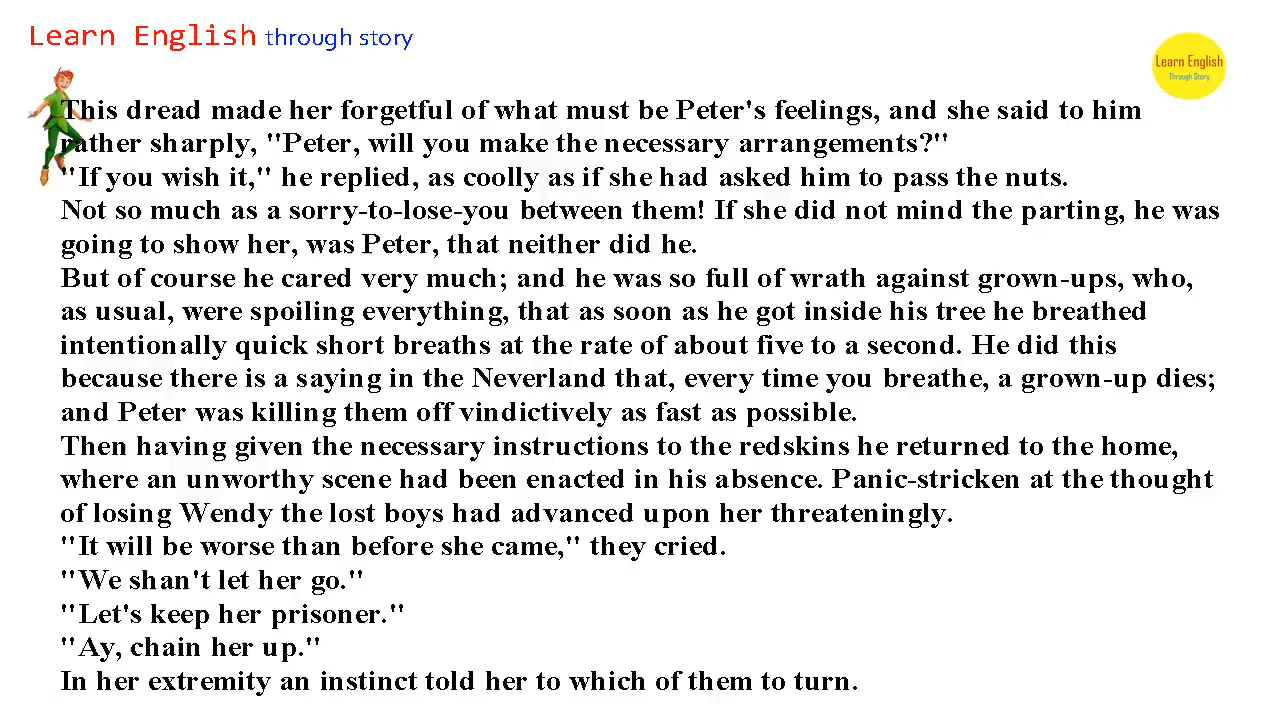 Learn English through story
Learn English
Through Story
This dread made her forgetful of what must be Peter's feelings, and she said to him
rather sharply, "Peter, will you make the necessary arrangements?"
"If you wish it," he replied, as coolly as if she had asked him to pass the nuts.
Not so much as a sorry-to-lose-you between them! If she did not mind the parting, he was
going to show her, was Peter, that neither did he.
But of course he cared very much; and he was so full of wrath against grown-ups, who,
as usual, were spoiling everything, that as soon as he got inside his tree he breathed
intentionally quick short breaths at the rate of about five to a second. He did this
because there is a saying in the Neverland that, every time you breathe, a grown-up dies;
and Peter was killing them off vindictively as fast as possible.
Then having given the necessary instructions to the redskins he returned to the home,
where an unworthy scene had been enacted in his absence. Panic-stricken at the thought
of losing Wendy the lost boys had advanced upon her threateningly.
"It will be worse than before she came," they cried.
"We shan't let her go."
"Let's keep her prisoner."
"Ay, chain her up."
In her extremity an instinct told her to which of them to turn.